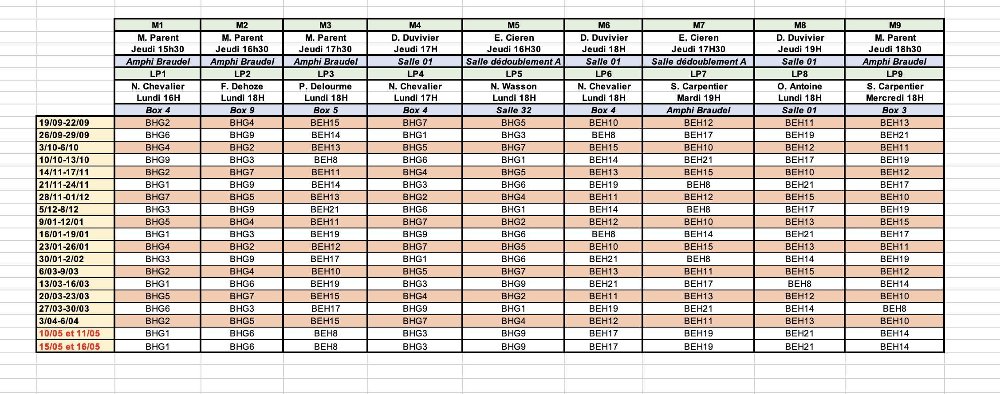 M1 M2 M3 M4 M5 M6 M7 M8 M9
M. Parent M. Parent M. Parent D. Duvivier E. Cieren D. Duvivier E. Cieren D. Duvivier M. Parent
Jeudi 15h30 Jeudi 16h30 Jeudi 17h30 Jeudi 17H Jeudi 16H30 Jeudi 18H Jeudi 17H30 Jeudi 19H Jeudi 18h30
Amphi Braudel Amphi Braudel Amphi Braudel Salle 01 Salle dédoublement A Salle 01 Salle dédoublement A Salle 01 Amphi Braudel
LP1 LP2 LP3 LP4 LP5 LP6 LP7 LP8 LP9
N. Chevalier F. Dehoze P. Delourme N. Chevalier N. Wasson N. Chevalier S. Carpentier O. Antoine S. Carpentier
Lundi 16H Lundi 18H Lundi 18H Lundi 17H Lundi 18H Lundi 18H Mardi 19H Lundi 18H Mercredi 18H
Box 4 Box 9 Box 5 Box 4 Salle 32 Box 4 Amphi Braudel Salle 01 Box 3
19/09-22/09 BHG2 BHG4 BEH15 BHG7 BHG5 BEH10 BEH12 BEH11 BEH13
26/09-29/09 BHG6 BHG9 BEH14 BHG1 BHG3 BEH8 BEH17 BEH19 BEH21
3/10-6/10 BHG4 BHG2 BEH13 BHG5 BHG7 BEH15 BEH10 BEH12 BEH11
10/10-13/10 BHG9 BHG3 BEH8 BHG6 BHG1 BEH14 BEH21 BEH17 BEH19
14/11-17/11 BHG2 BHG7 BEH11 BHG4 BHG5 BEH13 BEH15 BEH10 BEH12
21/11-24/11 BHG1 BHG9 BEH14 BHG3 BHG6 BEH19 BEH8 BEH21 BEH17
28/11-01/12 BHG7 BHG5 BEH13 BHG2 BHG4 BEH11 BEH12 BEH15 BEH10
5/12-8/12 BHG3 BHG9 BEH21 BHG6 BHG1 BEH14 BEH8 BEH17 BEH19
9/01-12/01 BHG5 BHG4 BEH11 BHG7 BHG2 BEH12 BEH10 BEH13 BEH15
16/01-19/01 BHG1 BHG3 BEH19 BHG9 BHG6 BEH8 BEH14 BEH21 BEH17
23/01-26/01 BHG4 BHG2 BEH12 BHG7 BHG5 BEH10 BEH15 BEH13 BEH11
30/01-2/02 BHG3 BHG9 BEH17 BHG1 BHG6 BEH21 BEH8 BEH14 BEH19
6/03-9/03 BHG2 BHG4 BEH10 BHG5 BHG7 BEH13 BEH11 BEH15 BEH12
13/03-16/03 BHG1 BHG6 BEH19 BHG3 BHG9 BEH21 BEH17 BEH8 BEH14
20/03-23/03 BHG5 BHG7 BEH15 BHG4 BHG2 BEH11 BEH13 BEH12 BEH10
27/03-30/03 BHG6 BHG3 BEH17 BHG9 BHG1 BEH19 BEH21 BEH14 BEH8
3/04-6/04 BHG2 BHG5 BEH15 BHG7 BHG4 BEH12 BEH11 BEH13 BEH10
10/05 et 11/05 BHG1 BHG6 BEH8 BHG3 BHG9 BEH17 BEH19 BEH21 BEH14
15/05 et 16/05 BHG1 BHG6 BEH8 BHG3 BHG9 BEH17 BEH19 BEH21 BEH14